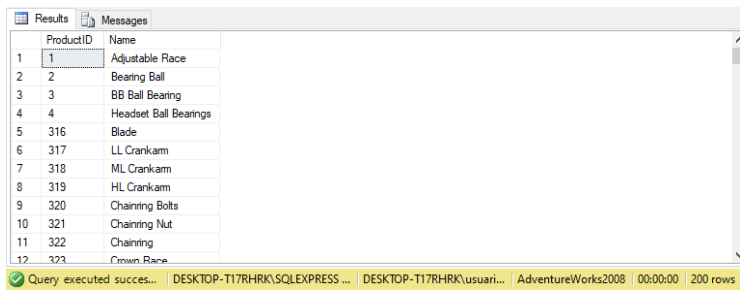 Results Messages
ProductID Name
1 1 Adjustable Race
2 2 Bearing Ball
3 3 BB Ball Bearing
4 4 Headset Ball Bearings
5 316 Blade
6 317 LL Crankarm
7 318 ML Crankarm
8 319 HL Crankarm
9 320 Chainring Bolts
10 321 Chainring Nut
11 322 Chainring
12 323 Crown Race
Query executed succes... DESKTOP-T17RHRK\SQLEXPRESS ... DESKTOP-T17RHRK\usuari... AdventureWorks2008 00:00:00 200 rows